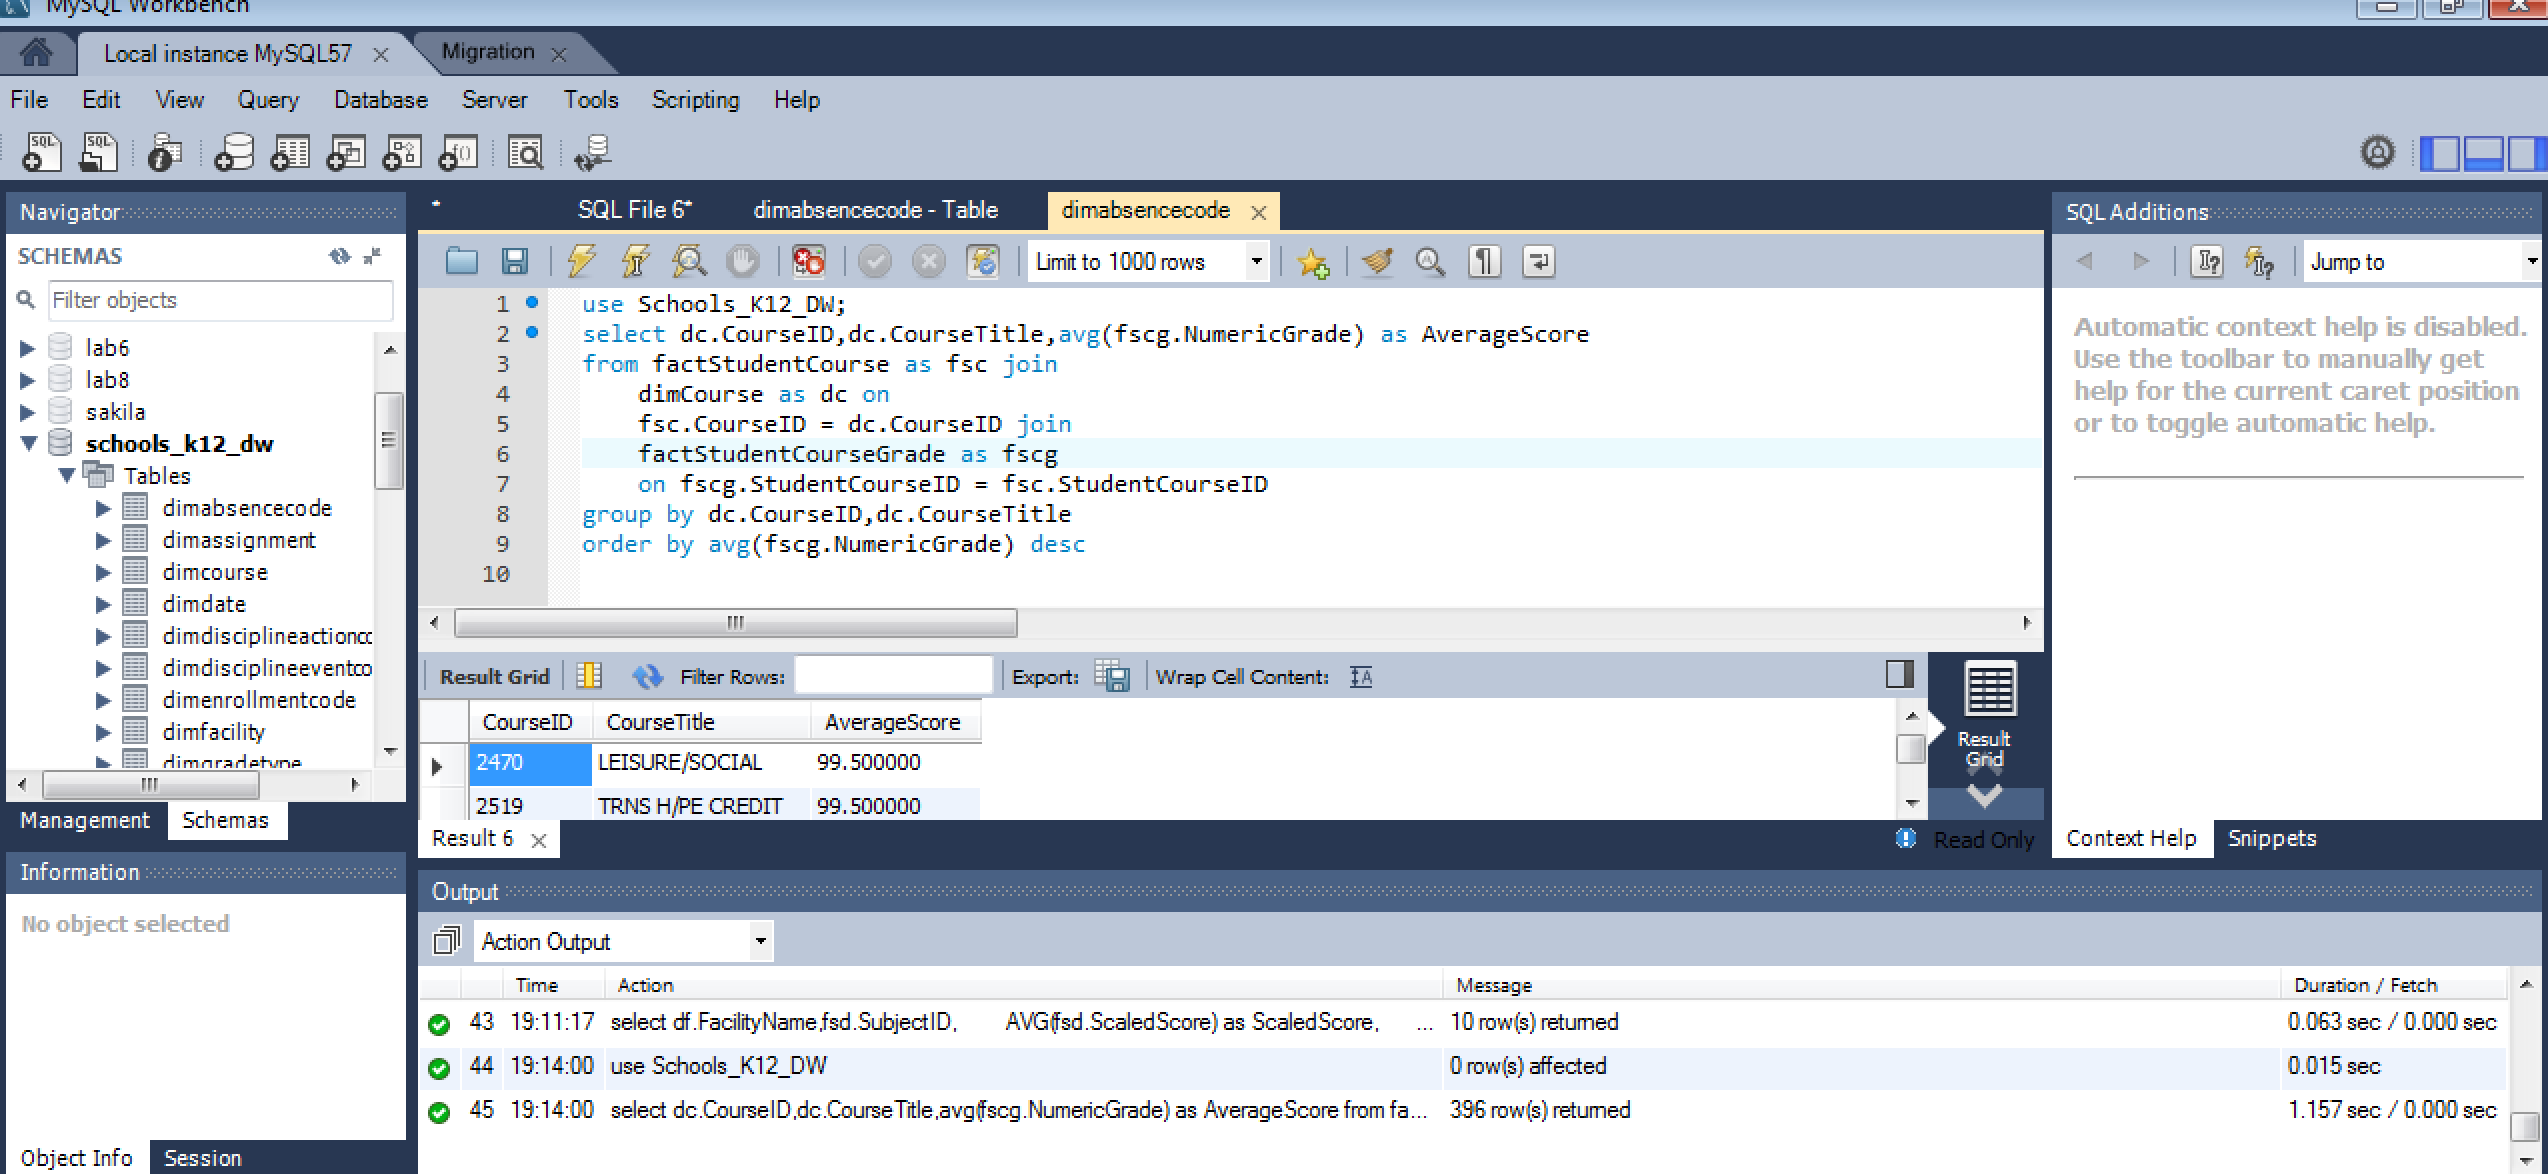 MySQL Workbench
Local instance MySQL57
Migration
File Edit View Query Database Server Tools Scripting Help
Navigator
SCHEMAS
Filter objects
lab6
lab8
sakila
schools_k12_dw
Tables
dimabsencecode
dimassignment
dimcourse
dimdate
dimdisciplineactionco
dimdisciplineeventco
dimenrollmentcode
dimfacility
dimgradetype
Management Schemas
Information
No object selected
Object Info Session
* SQL File 6* dimabsencecode - Table dimabsencecode
Limit to 1000 rows
1 use Schools_K12_DW;
2 select dc.CourseID,dc.CourseTitle,avg(fscg.NumericGrade) as AverageScore
3 from factStudentCourse as fsc join
4 dimCourse as dc on
5 fsc.CourseID = dc.CourseID join
6 factStudentCourseGrade as fscg
7 on fscg.StudentCourseID = fsc.StudentCourseID
8 group by dc.CourseID,dc.CourseTitle
9 order by avg(fscg.NumericGrade) desc
10
Result Grid Filter Rows: Export: Wrap Cell Content:
CourseID CourseTitle AverageScore
2470 LEISURE/SOCIAL 99.500000
2519 TRNS H/PE CREDIT 99.500000
Result
Grid
Result 6
Read Only
SQL Additions
Jump to
Automatic context help is disabled.
Use the toolbar to manually get
help for the current caret position
or to toggle automatic help.
Context Help Snippets
Output
Action Output
Time Action Message Duration / Fetch
43 19:11:17 select df.FacilityName,fsd.SubjectID, AVG(fsd.ScaledScore) as ScaledScore, ... 10 row(s) returned 0.063 sec / 0.000 sec
44 19:14:00 use Schools_K12_DW 0 row(s) affected 0.015 sec
45 19:14:00 select dc.CourseID,dc.CourseTitle,avg(fscg.NumericGrade) as AverageScore from fa... 396 row(s) returned 1.157 sec / 0.000 sec